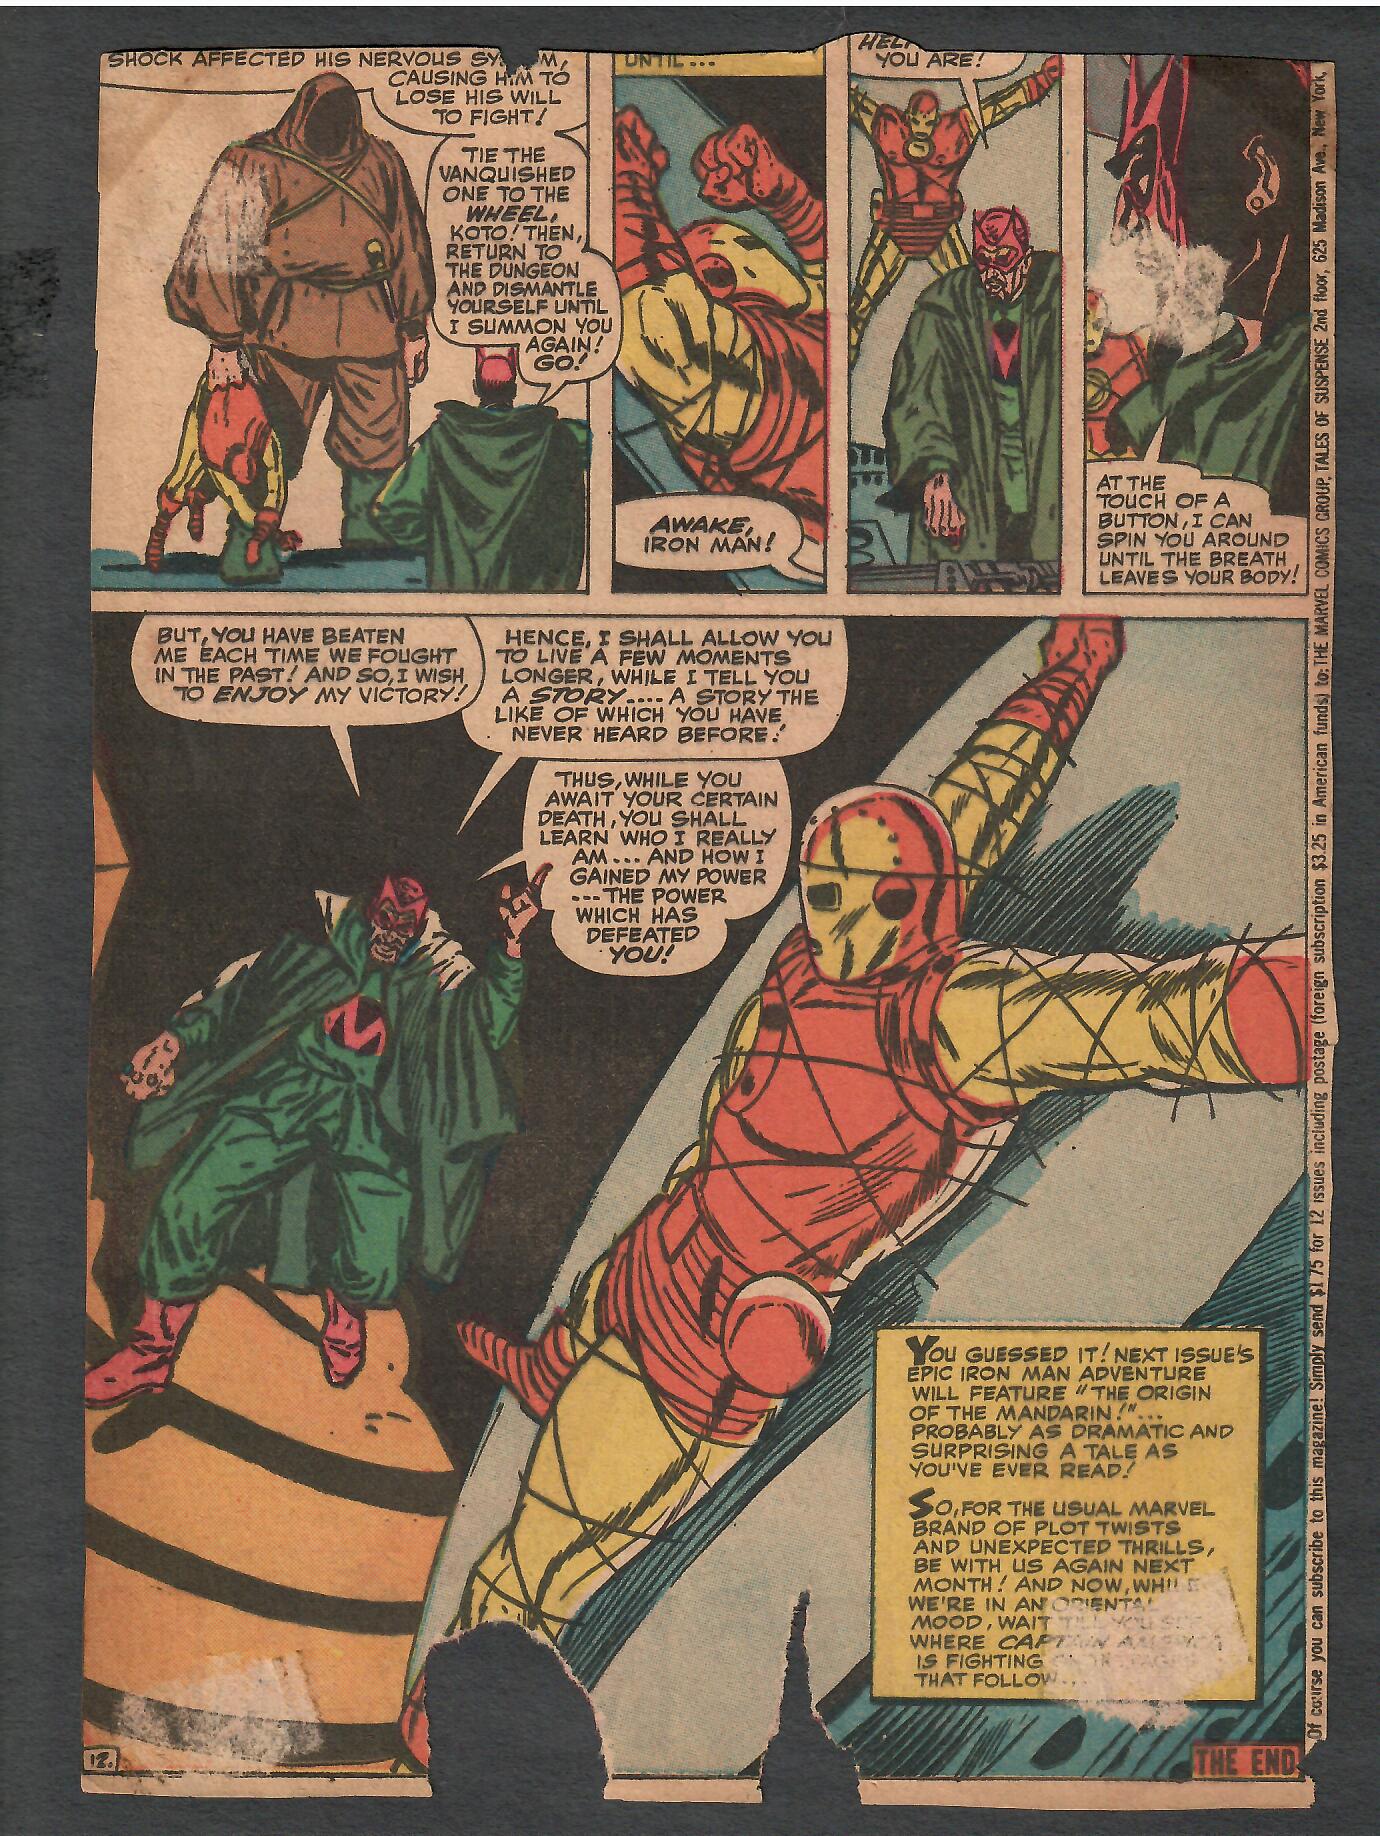 SHOCK AFFECTED HIS NERVOUS
CAUSING HIM TO
LOSE HIS WILL
TO FIGHT!
TIE THE
VANQUISHED
ONE TO THE
WHEEL,
KOTO! THEN,
RETURN TO
THE DUNGEON
AND DISMANTLE
YOURSELF UNTIL
I SUMMON YOU
AGAIN!
GO!
UNTIL...
AWAKE,
IRON MAN!
YOU ARE!
AT THE
TOUCH OF A
BUTTON, I CAN
SPIN YOU AROUND
UNTIL THE BREATH
LEAVES YOUR BODY!
BUT, YOU HAVE BEATEN
ME EACH TIME WE FOUGHT
IN THE PAST! AND SO, I WISH
TO ENJOY MY VICTORY!
HENCE, I SHALL ALLOW YOU
TO LIVE A FEW MOMENTS
LONGER, WHILE I TELL YOU
A STORY.... A STORY THE
LIKE OF WHICH YOU HAVE
NEVER HEARD BEFORE!
THUS, WHILE YOU
AWAIT YOUR CERTAIN
DEATH, YOU SHALL
LEARN WHO I REALLY
AM... AND HOW I
GAINED MY POWER
...THE POWER
WHICH HAS
DEFEATED
YOU!
YOU GUESSED IT! NEXT ISSUE'S
EPIC IRON MAN ADVENTURE
WILL FEATURE "THE ORIGIN
OF THE MANDARIN!"...
PROBABLY AS DRAMATIC AND
SURPRISING A TALE AS
YOU'VE EVER READ!
SO, FOR THE USUAL MARVEL
BRAND OF PLOT TWISTS
AND UNEXPECTED THRILLS,
BE WITH US AGAIN NEXT
MONTH! AND NOW, WHILE
WE'RE IN AN ORIENTAL
MOOD, WAIT TILL YOU SEE
WHERE CAPTAIN AMERICA
IS FIGHTING
THAT FOLLOW...
12.
THE END
Of course you can subscribe to this magazine! Simply send $1.75 for 12 issues including postage (foreign subscription $3.25 in American funds) to: THE MARVEL COMICS GROUP, TALES OF SUSPENSE 2nd floor, 625 Madison Ave., New York,